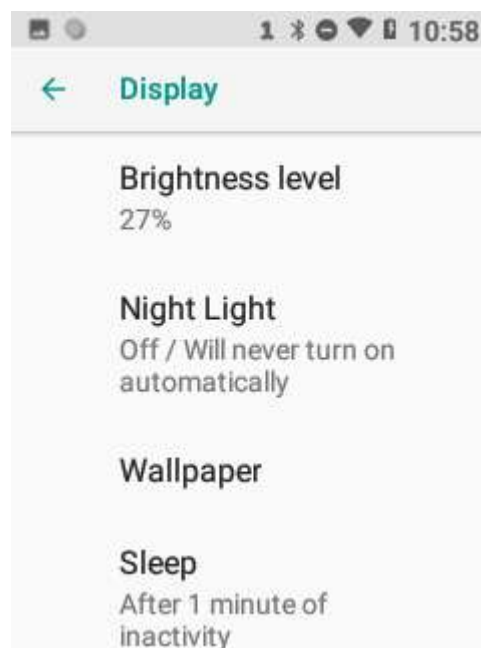 1 10:58
Display
Brightness level
27%
Night Light
Off / Will never turn on
automatically
Wallpaper
Sleep
After 1 minute of
inactivity